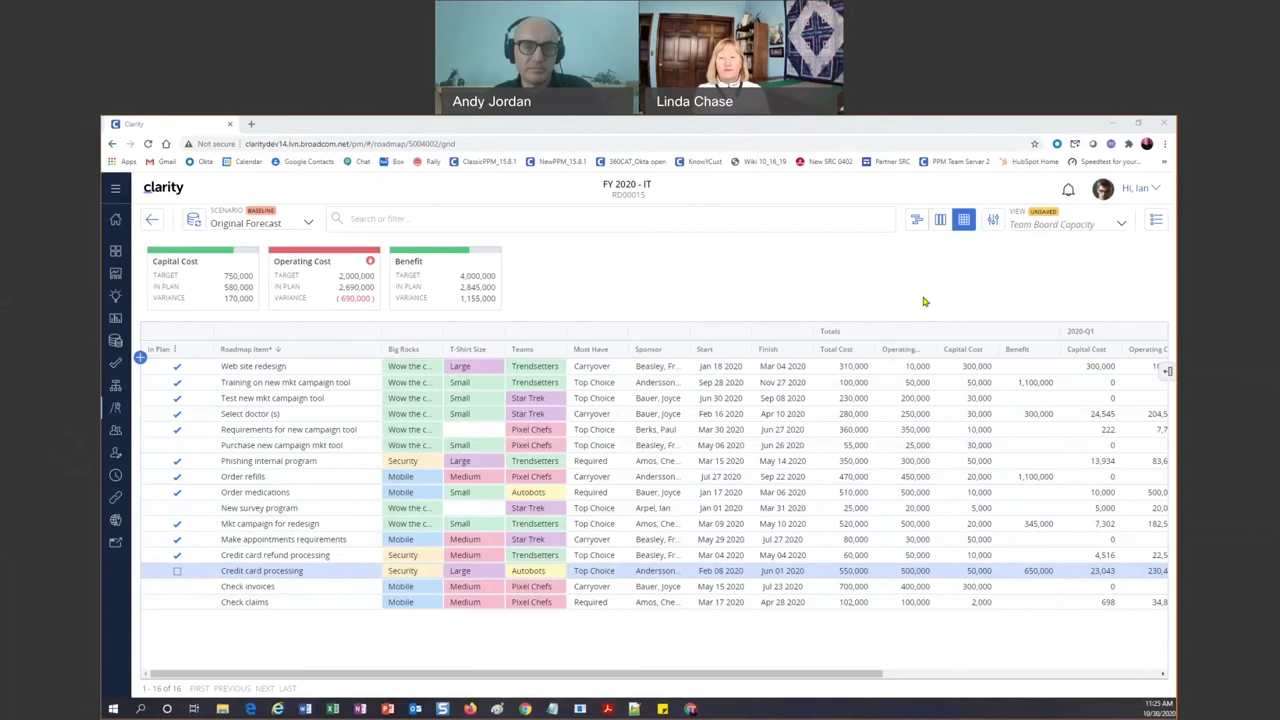 Andy Jordan
Linda Chase
Clarity
Not secure | claritydev14.lvn.broadcom.net/pm/#/roadmap/5004002/grid
Apps Gmail Okta Calendar Google Contacts Chat Box Rally ClassicPPM_15.8.1 NewPPM_15.8.1 360CAT_Okta open KnowYCust Wiki 10_16_19 New SRC 0402 Partner SRC PPM Team Server 2 HubSpot Home Speedtest for your... »
clarity
FY 2020 - IT
RD00015
Hi, Ian
SCENARIO BASELINE
Original Forecast
Search or filter...
VIEW UNSAVED
Team Board Capacity
Capital Cost Operating Cost Benefit
TARGET 750,000 TARGET 2,000,000 TARGET 4,000,000
IN PLAN 580,000 IN PLAN 2,690,000 IN PLAN 2,845,000
VARIANCE 170,000 VARIANCE ( 690,000 ) VARIANCE 1,155,000
Totals 2020-Q1
In Plan Roadmap Item* Big Rocks T-Shirt Size Teams Must Have Sponsor Start Finish Total Cost Operating... Capital Cost Benefit Capital Cost Operating C
Web site redesign Wow the c... Large Trendsetters Carryover Beasley, Fr... Jan 18 2020 Mar 04 2020 310,000 10,000 300,000 300,000
Training on new mkt campaign tool Wow the c... Small Trendsetters Top Choice Andersson... Sep 28 2020 Nov 27 2020 100,000 50,000 50,000 1,100,000 0
Test new mkt campaign tool Wow the c... Small Star Trek Top Choice Bauer, Joyce Jun 30 2020 Sep 08 2020 230,000 200,000 30,000 0
Select doctor (s) Wow the c... Small Star Trek Carryover Bauer, Joyce Feb 16 2020 Apr 10 2020 280,000 250,000 30,000 300,000 24,545 204,5
Requirements for new campaign tool Wow the c... Pixel Chefs Top Choice Berks, Paul Mar 30 2020 Jun 26 2020 360,000 350,000 10,000 222 7,7
Purchase new campaign mkt tool Wow the c... Small Pixel Chefs Top Choice Beasley, Fr... May 06 2020 Jun 27 2020 55,000 25,000 30,000 0
Phishing internal program Security Large Trendsetters Required Amos, Che... Mar 15 2020 May 14 2020 350,000 300,000 50,000 13,934 83,6
Order refills Mobile Medium Pixel Chefs Carryover Andersson... Jul 27 2020 Sep 22 2020 470,000 450,000 20,000 1,100,000 0
Order medications Mobile Small Autobots Required Bauer, Joyce Jan 17 2020 Mar 06 2020 510,000 500,000 10,000 10,000 500,0
New survey program Wow the c... Star Trek Top Choice Arpel, Ian Jan 01 2020 Mar 31 2020 25,000 20,000 5,000 5,000 20,0
Mkt campaign for redesign Wow the c... Small Trendsetters Top Choice Beasley, Fr... Mar 09 2020 May 10 2020 520,000 500,000 20,000 345,000 7,302 182,5
Make appointments requirements Mobile Medium Star Trek Top Choice Bauer, Joyce May 29 2020 Jul 27 2020 80,000 30,000 50,000 0
Credit card refund processing Security Medium Trendsetters Top Choice Beasley, Fr... Mar 04 2020 May 04 2020 60,000 50,000 10,000 4,516 22,5
Credit card processing Security Large Autobots Top Choice Andersson... Feb 08 2020 Jun 01 2020 550,000 500,000 50,000 650,000 23,043 230,4
Check invoices Mobile Medium Pixel Chefs Carryover Andersson... May 15 2020 Jul 23 2020 700,000 400,000 300,000 0
Check claims Mobile Medium Pixel Chefs Required Amos, Che... Mar 17 2020 Apr 28 2020 102,000 100,000 2,000 698 34,8
1 - 16 of 16 FIRST PREVIOUS NEXT LAST
11:25 AM
10/30/2020